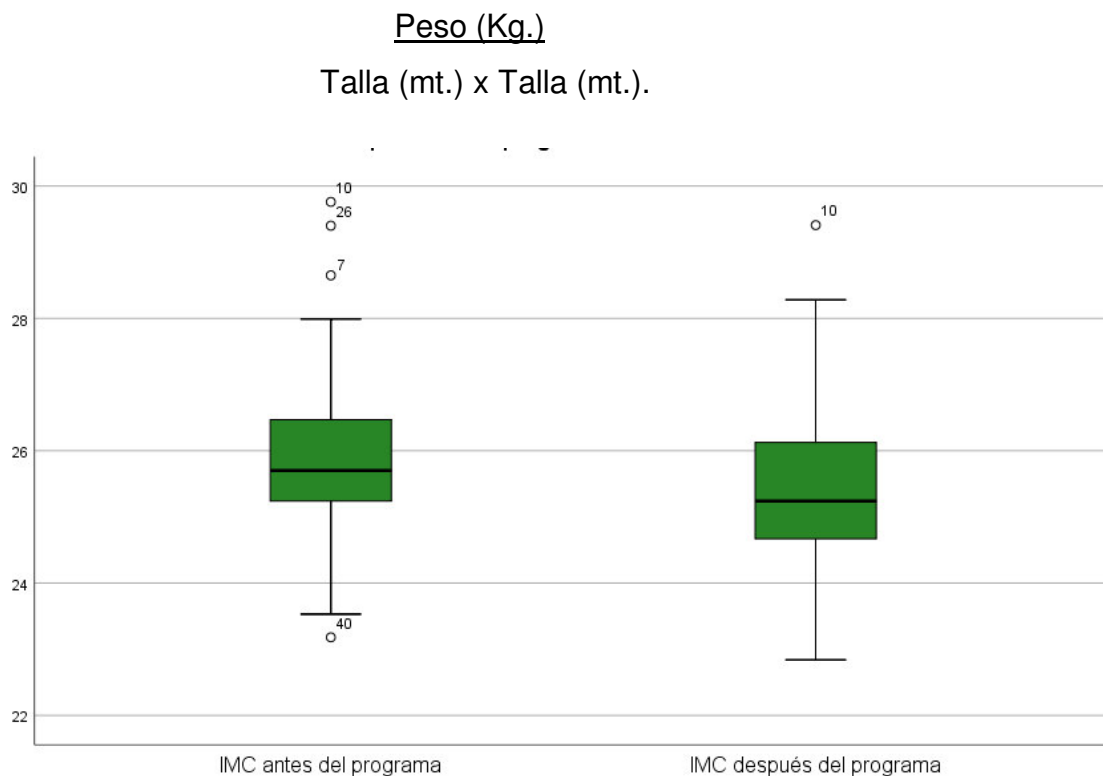 Peso (Kg.)
Talla (mt.) x Talla (mt.).
30
10
26
10
7
28
26
24
40
22
IMC antes del programa
IMC después del programa